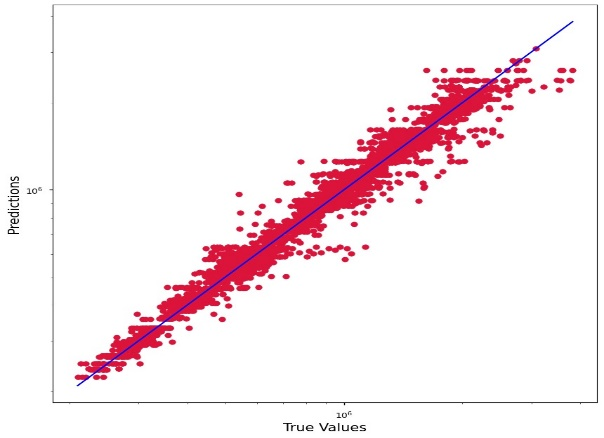 Predictions
10⁶
10⁶
True Values